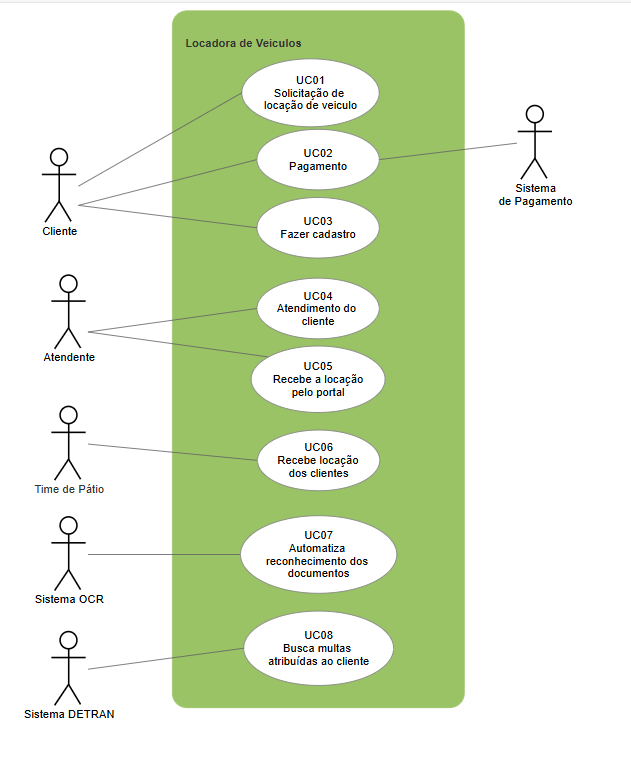 Locadora de Veiculos
UC01
Solicitação de
locação de veiculo
UC02
Pagamento
Sistema
de Pagamento
UC03
Fazer cadastro
Cliente
UC04
Atendimento do
cliente
Atendente
UC05
Recebe a locação
pelo portal
UC06
Recebe locação
dos clientes
Time de Pátio
UC07
Automatiza
reconhecimento dos
documentos
Sistema OCR
UC08
Busca multas
atribuídas ao cliente
Sistema DETRAN